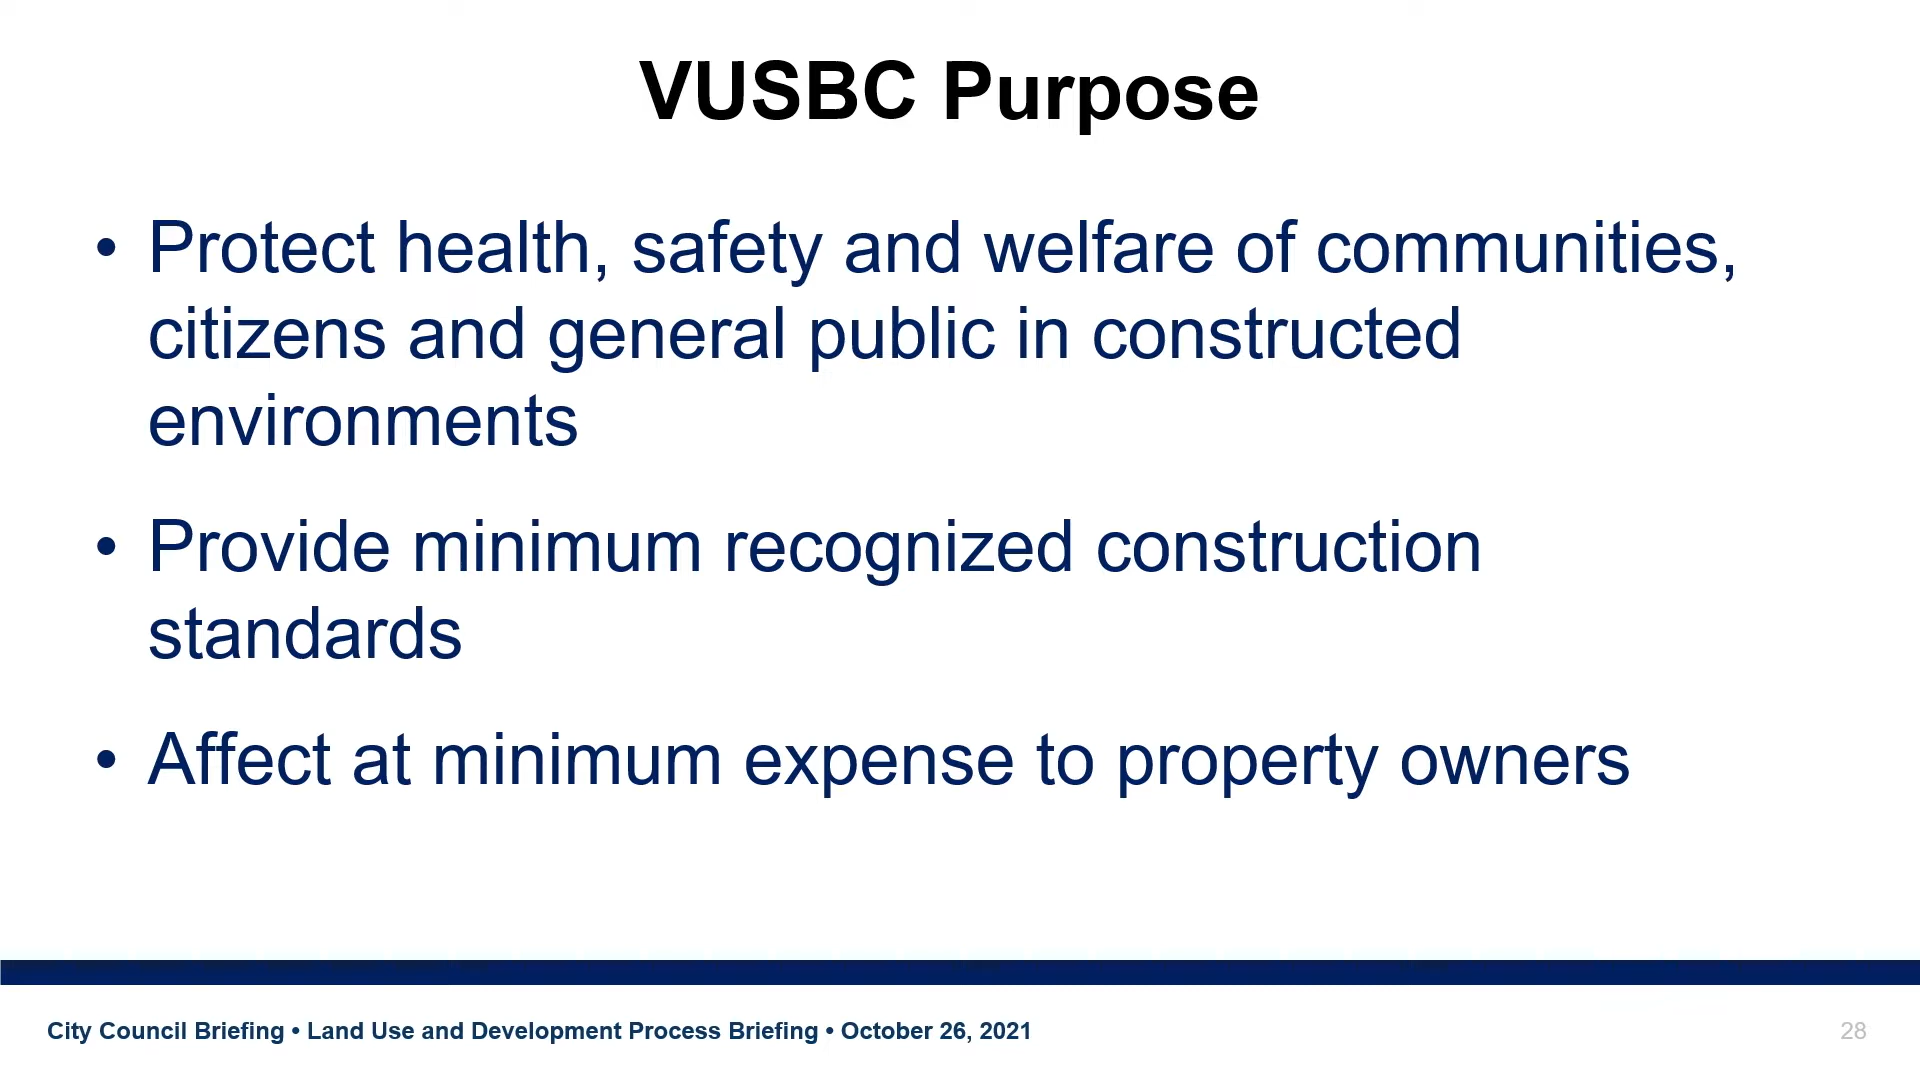 VUSBC Purpose
• Protect health, safety and welfare of communities,
citizens and general public in constructed
environments
• Provide minimum recognized construction
standards
• Affect at minimum expense to property owners
City Council Briefing • Land Use and Development Process Briefing • October 26, 2021
28